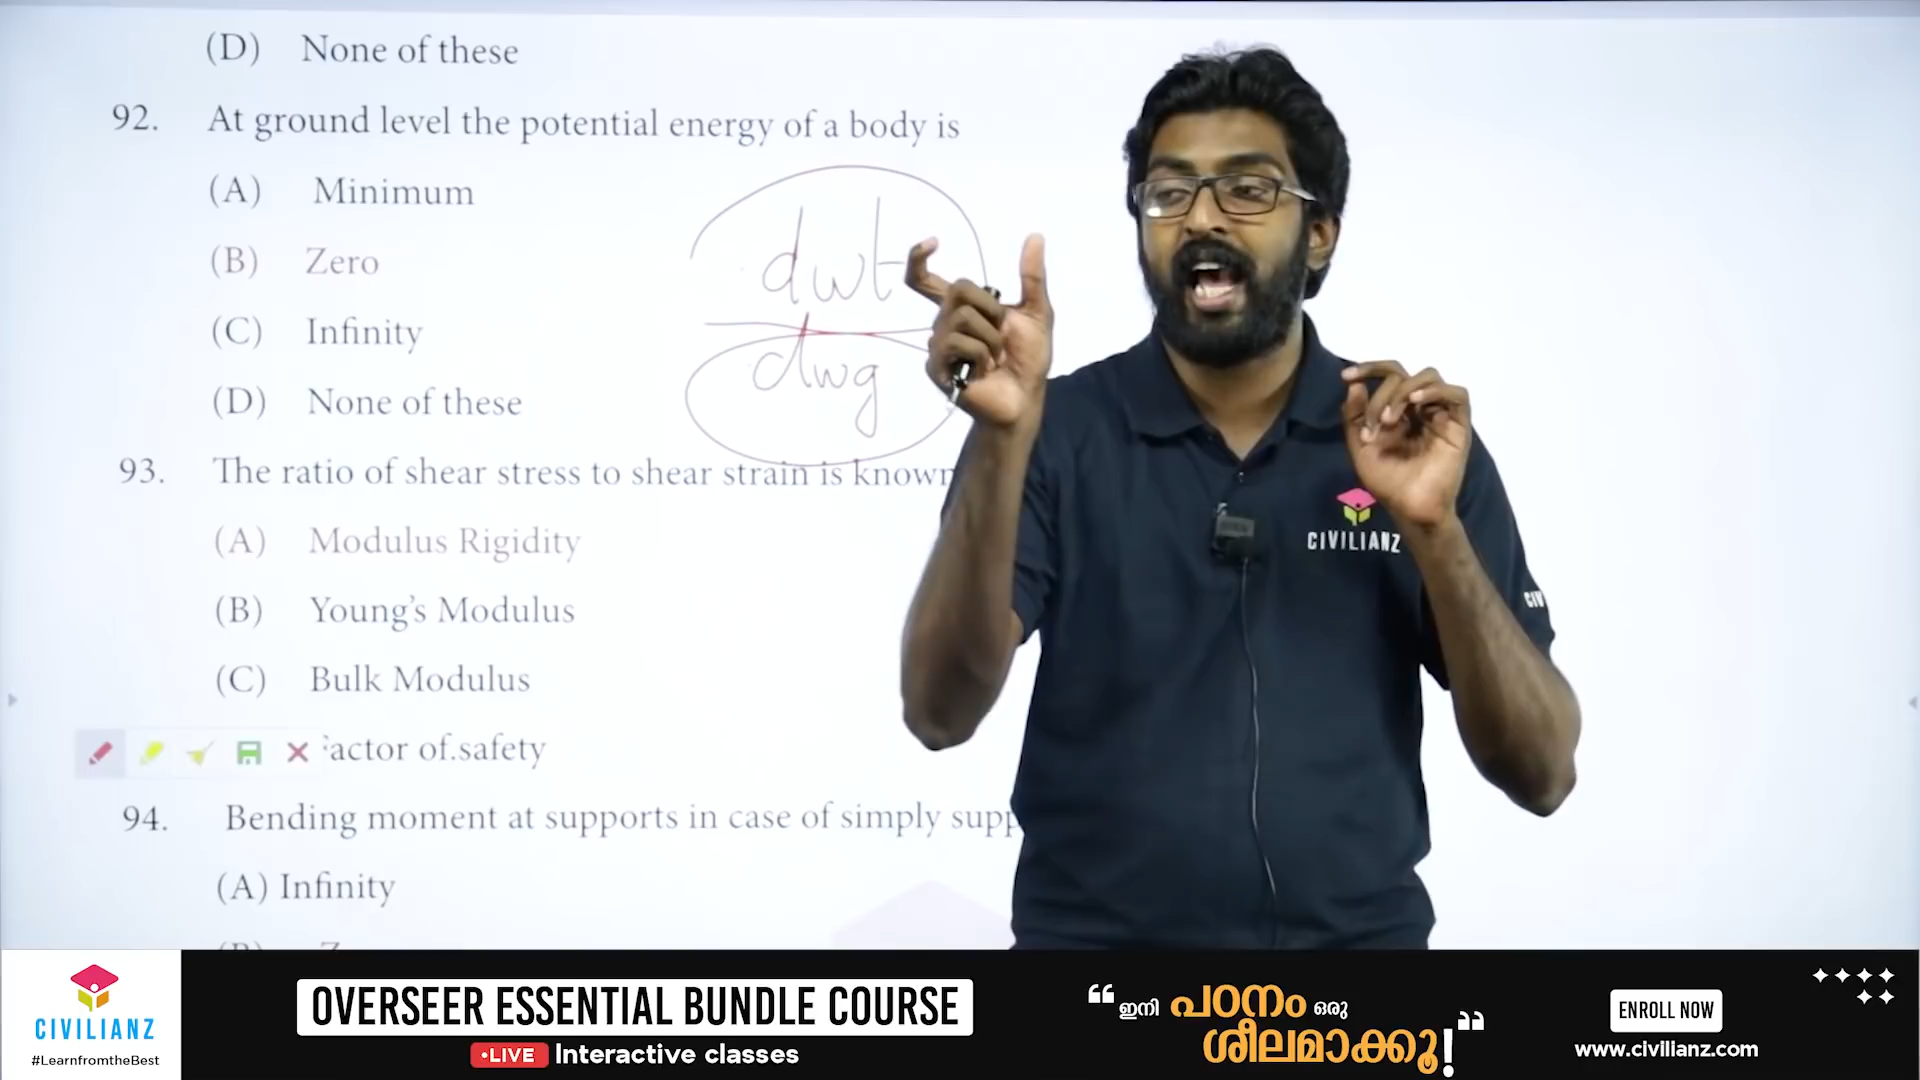 (D) None of these
92. At ground level the potential energy of a body is
(A) Minimum
(B) Zero
(C) Infinity
(D) None of these
dwt
dwg
93. The ratio of shear stress to shear strain is known
(A) Modulus Rigidity
(B) Young's Modulus
(C) Bulk Modulus
actor of.safety
94. Bending moment at supports in case of simply supp
(A) Infinity
CIVILIANZ
CIV
CIVILIANZ
#LearnfromtheBest
OVERSEER ESSENTIAL BUNDLE COURSE
•LIVE Interactive classes
“ഇനി പഠനം ഒരു
ശീലമാക്കൂ!”
ENROLL NOW
www.civilianz.com